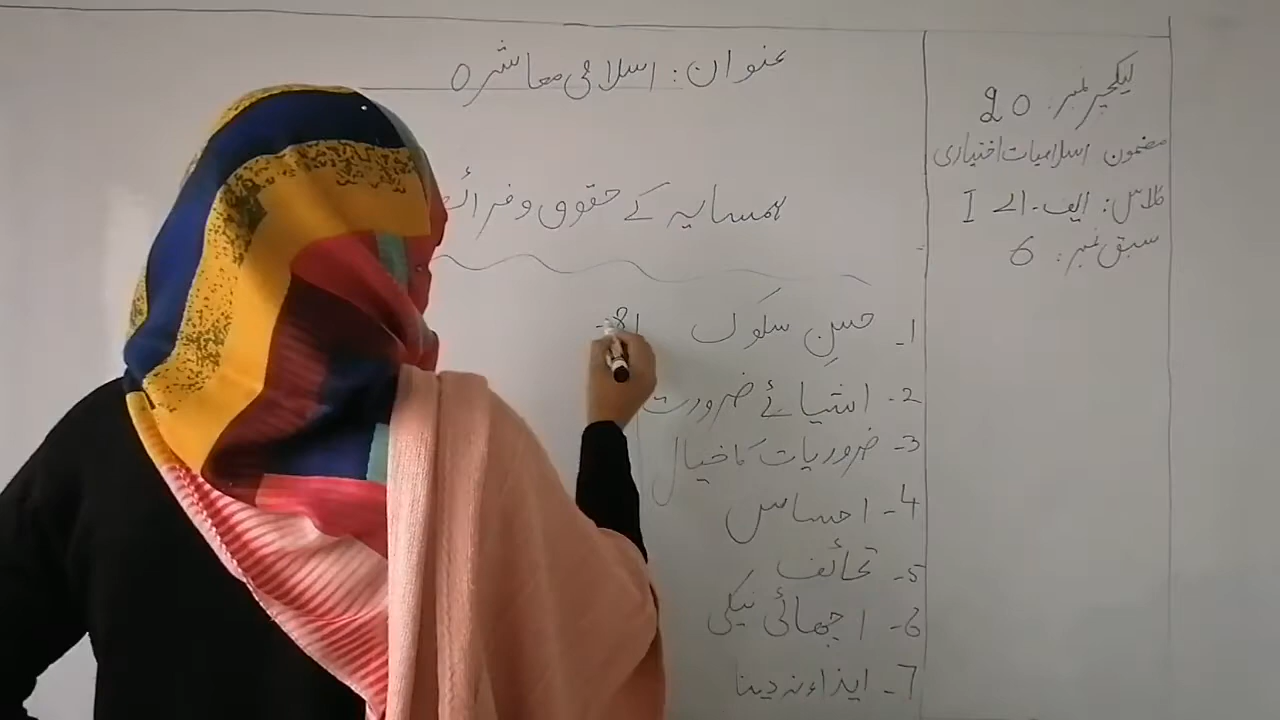 لیکچر نمبر: 20
مضمون اسلامیات اختیاری
کلاس: ایف۔اے I
سبق نمبر: 6
عنوان: اسلامی معاشرہ
ہمسایہ کے حقوق و فرائ
1۔ حسنِ سلوک
2۔ اشیائے ضرورت
3۔ ضروریات کا خیال
4۔ احساس
5۔ تحائف
6۔ اچھائی نیکی
7۔ ایذاء نہ دینا
8۔